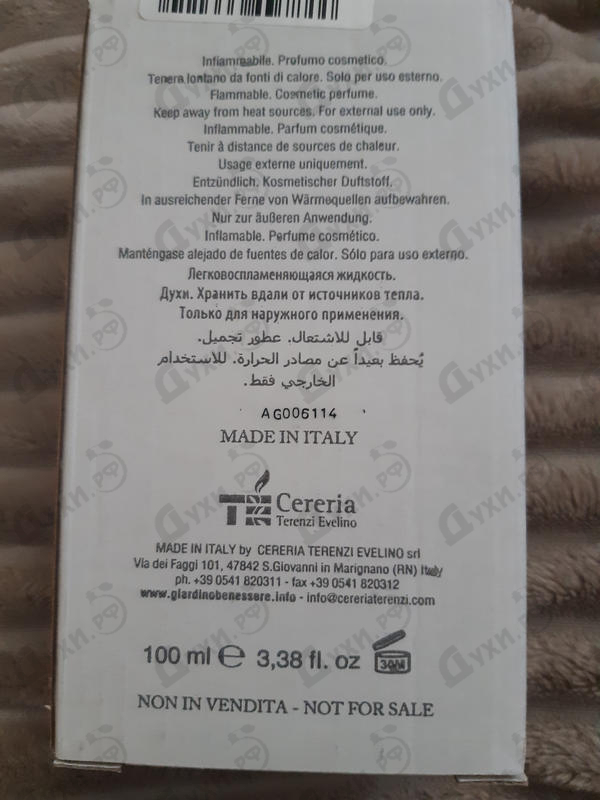 Infiammabile. Profumo cosmetico.
Tenera lontano da fonti di calore. Solo per uso esterno.
Flammable. Cosmetic perfume.
Keep away from heat sources. For external use only.
Inflammable. Parfum cosmétique.
Tenir à distance de sources de chaleur.
Usage externe uniquement.
Entzündlich. Kosmetischer Duftstoff.
In ausreichender Ferne von Wärmequellen aufbewahren.
Nur zur äußeren Anwendung.
Inflamable. Perfume cosmético.
Manténgase alejado de fuentes de calor. Sólo para uso externo.
Легковоспламеняющаяся жидкость.
Духи. Хранить вдали от источников тепла.
Только для наружного применения.
قابل للاشتعال. عطور تجميل.
يُحفظ بعيداً عن مصادر الحرارة. للاستخدام
الخارجي فقط.
AG006114
MADE IN ITALY
Cereria
Terenzi Evelino
MADE IN ITALY by CERERIA TERENZI EVELINO srl
Via dei Faggi 101, 47842 S.Giovanni in Marignano (RN) Italy
ph. +39 0541 820311 - fax +39 0541 820312
www.giardinobenessere.info - info@cereriaterenzi.com
100 ml e 3,38 fl. oz 30M
NON IN VENDITA - NOT FOR SALE
Духи.РФ